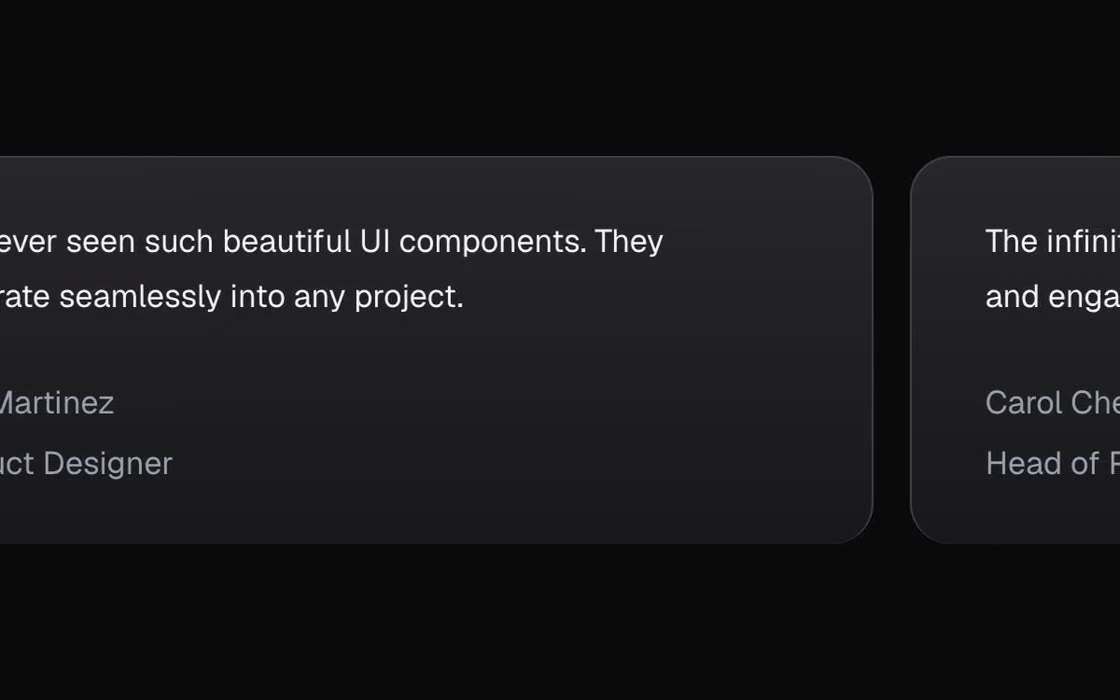 ever seen such beautiful UI components. They
rate seamlessly into any project.
Martinez
uct Designer
The infinit
and enga
Carol Che
Head of P